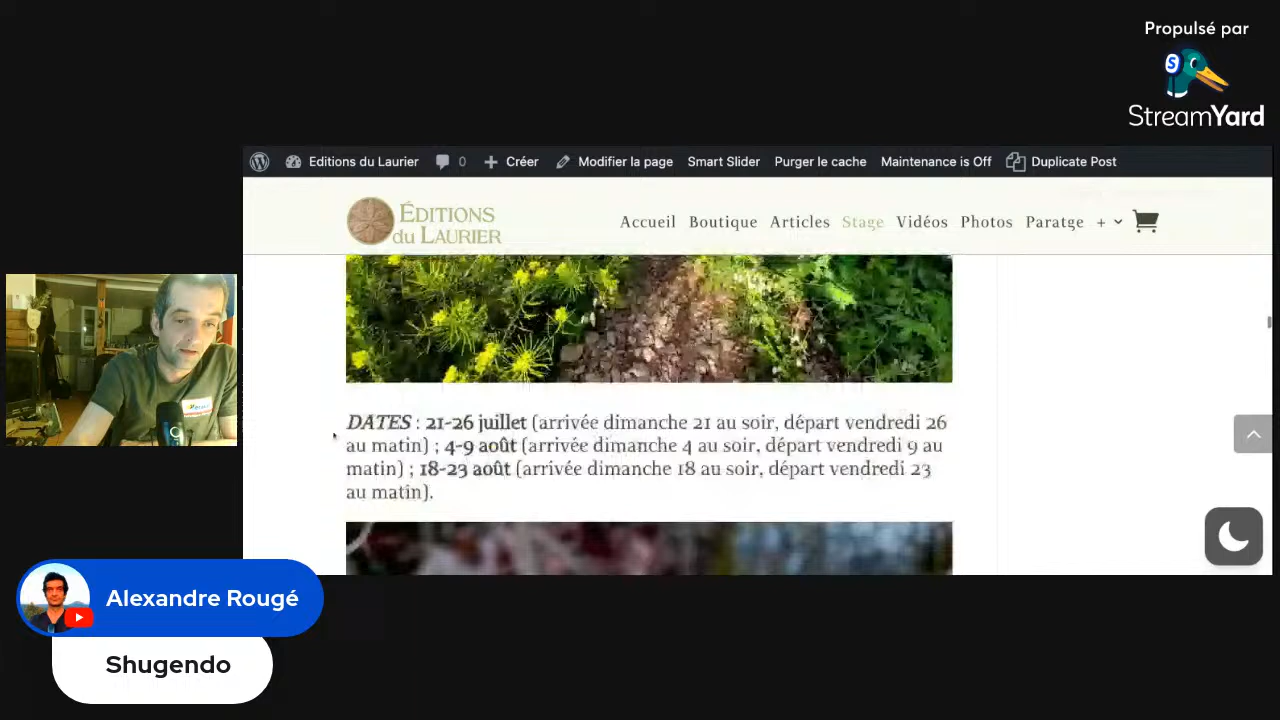 Propulsé par
StreamYard
Editions du Laurier 0 Créer Modifier la page Smart Slider Purger le cache Maintenance is Off Duplicate Post
ÉDITIONS
du LAURIER
Accueil Boutique Articles Stage Vidéos Photos Paratge +
DATES : 21-26 juillet (arrivée dimanche 21 au soir, départ vendredi 26
au matin) ; 4-9 août (arrivée dimanche 4 au soir, départ vendredi 9 au
matin) ; 18-23 août (arrivée dimanche 18 au soir, départ vendredi 23
au matin).
Alexandre Rougé
Shugendo